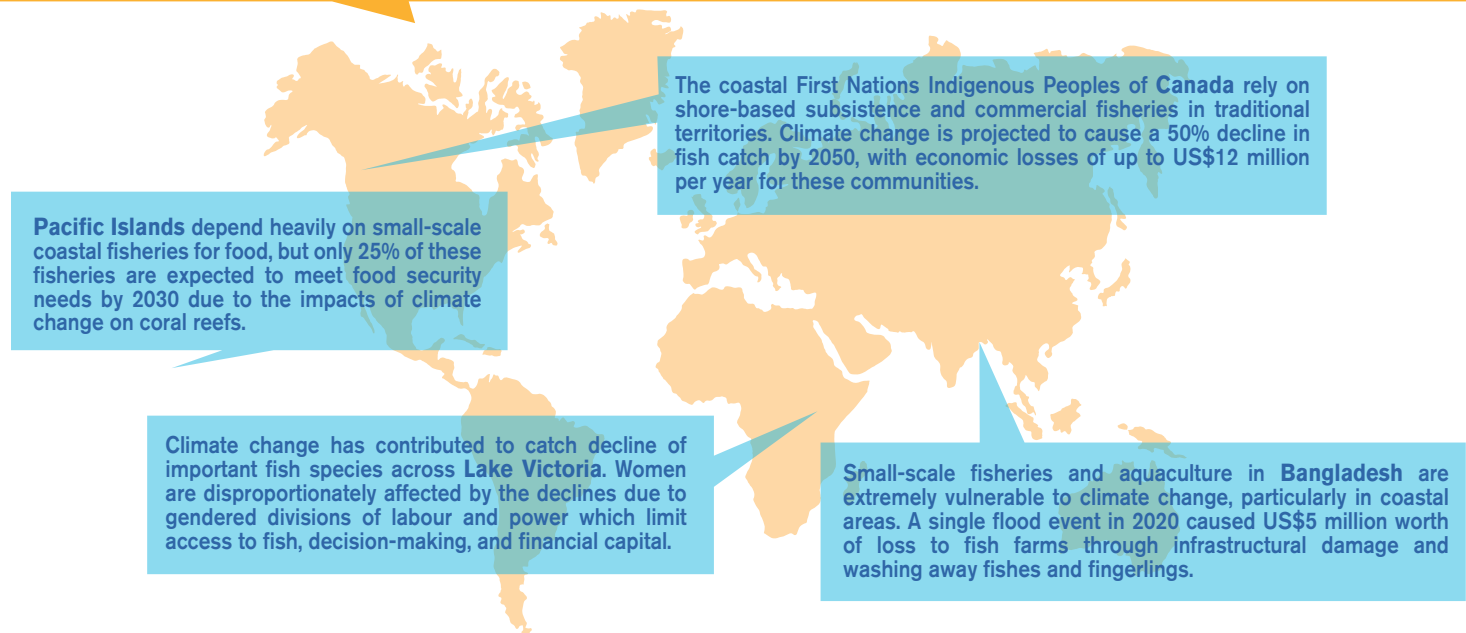 The coastal First Nations Indigenous Peoples of Canada rely on
shore-based subsistence and commercial fisheries in traditional
territories. Climate change is projected to cause a 50% decline in
fish catch by 2050, with economic losses of up to US$12 million
per year for these communities.
Pacific Islands depend heavily on small-scale
coastal fisheries for food, but only 25% of these
fisheries are expected to meet food security
needs by 2030 due to the impacts of climate
change on coral reefs.
Climate change has contributed to catch decline of
important fish species across Lake Victoria. Women
are disproportionately affected by the declines due to
gendered divisions of labour and power which limit
access to fish, decision-making, and financial capital.
Small-scale fisheries and aquaculture in Bangladesh are
extremely vulnerable to climate change, particularly in coastal
areas. A single flood event in 2020 caused US$5 million worth
of loss to fish farms through infrastructural damage and
washing away fishes and fingerlings.